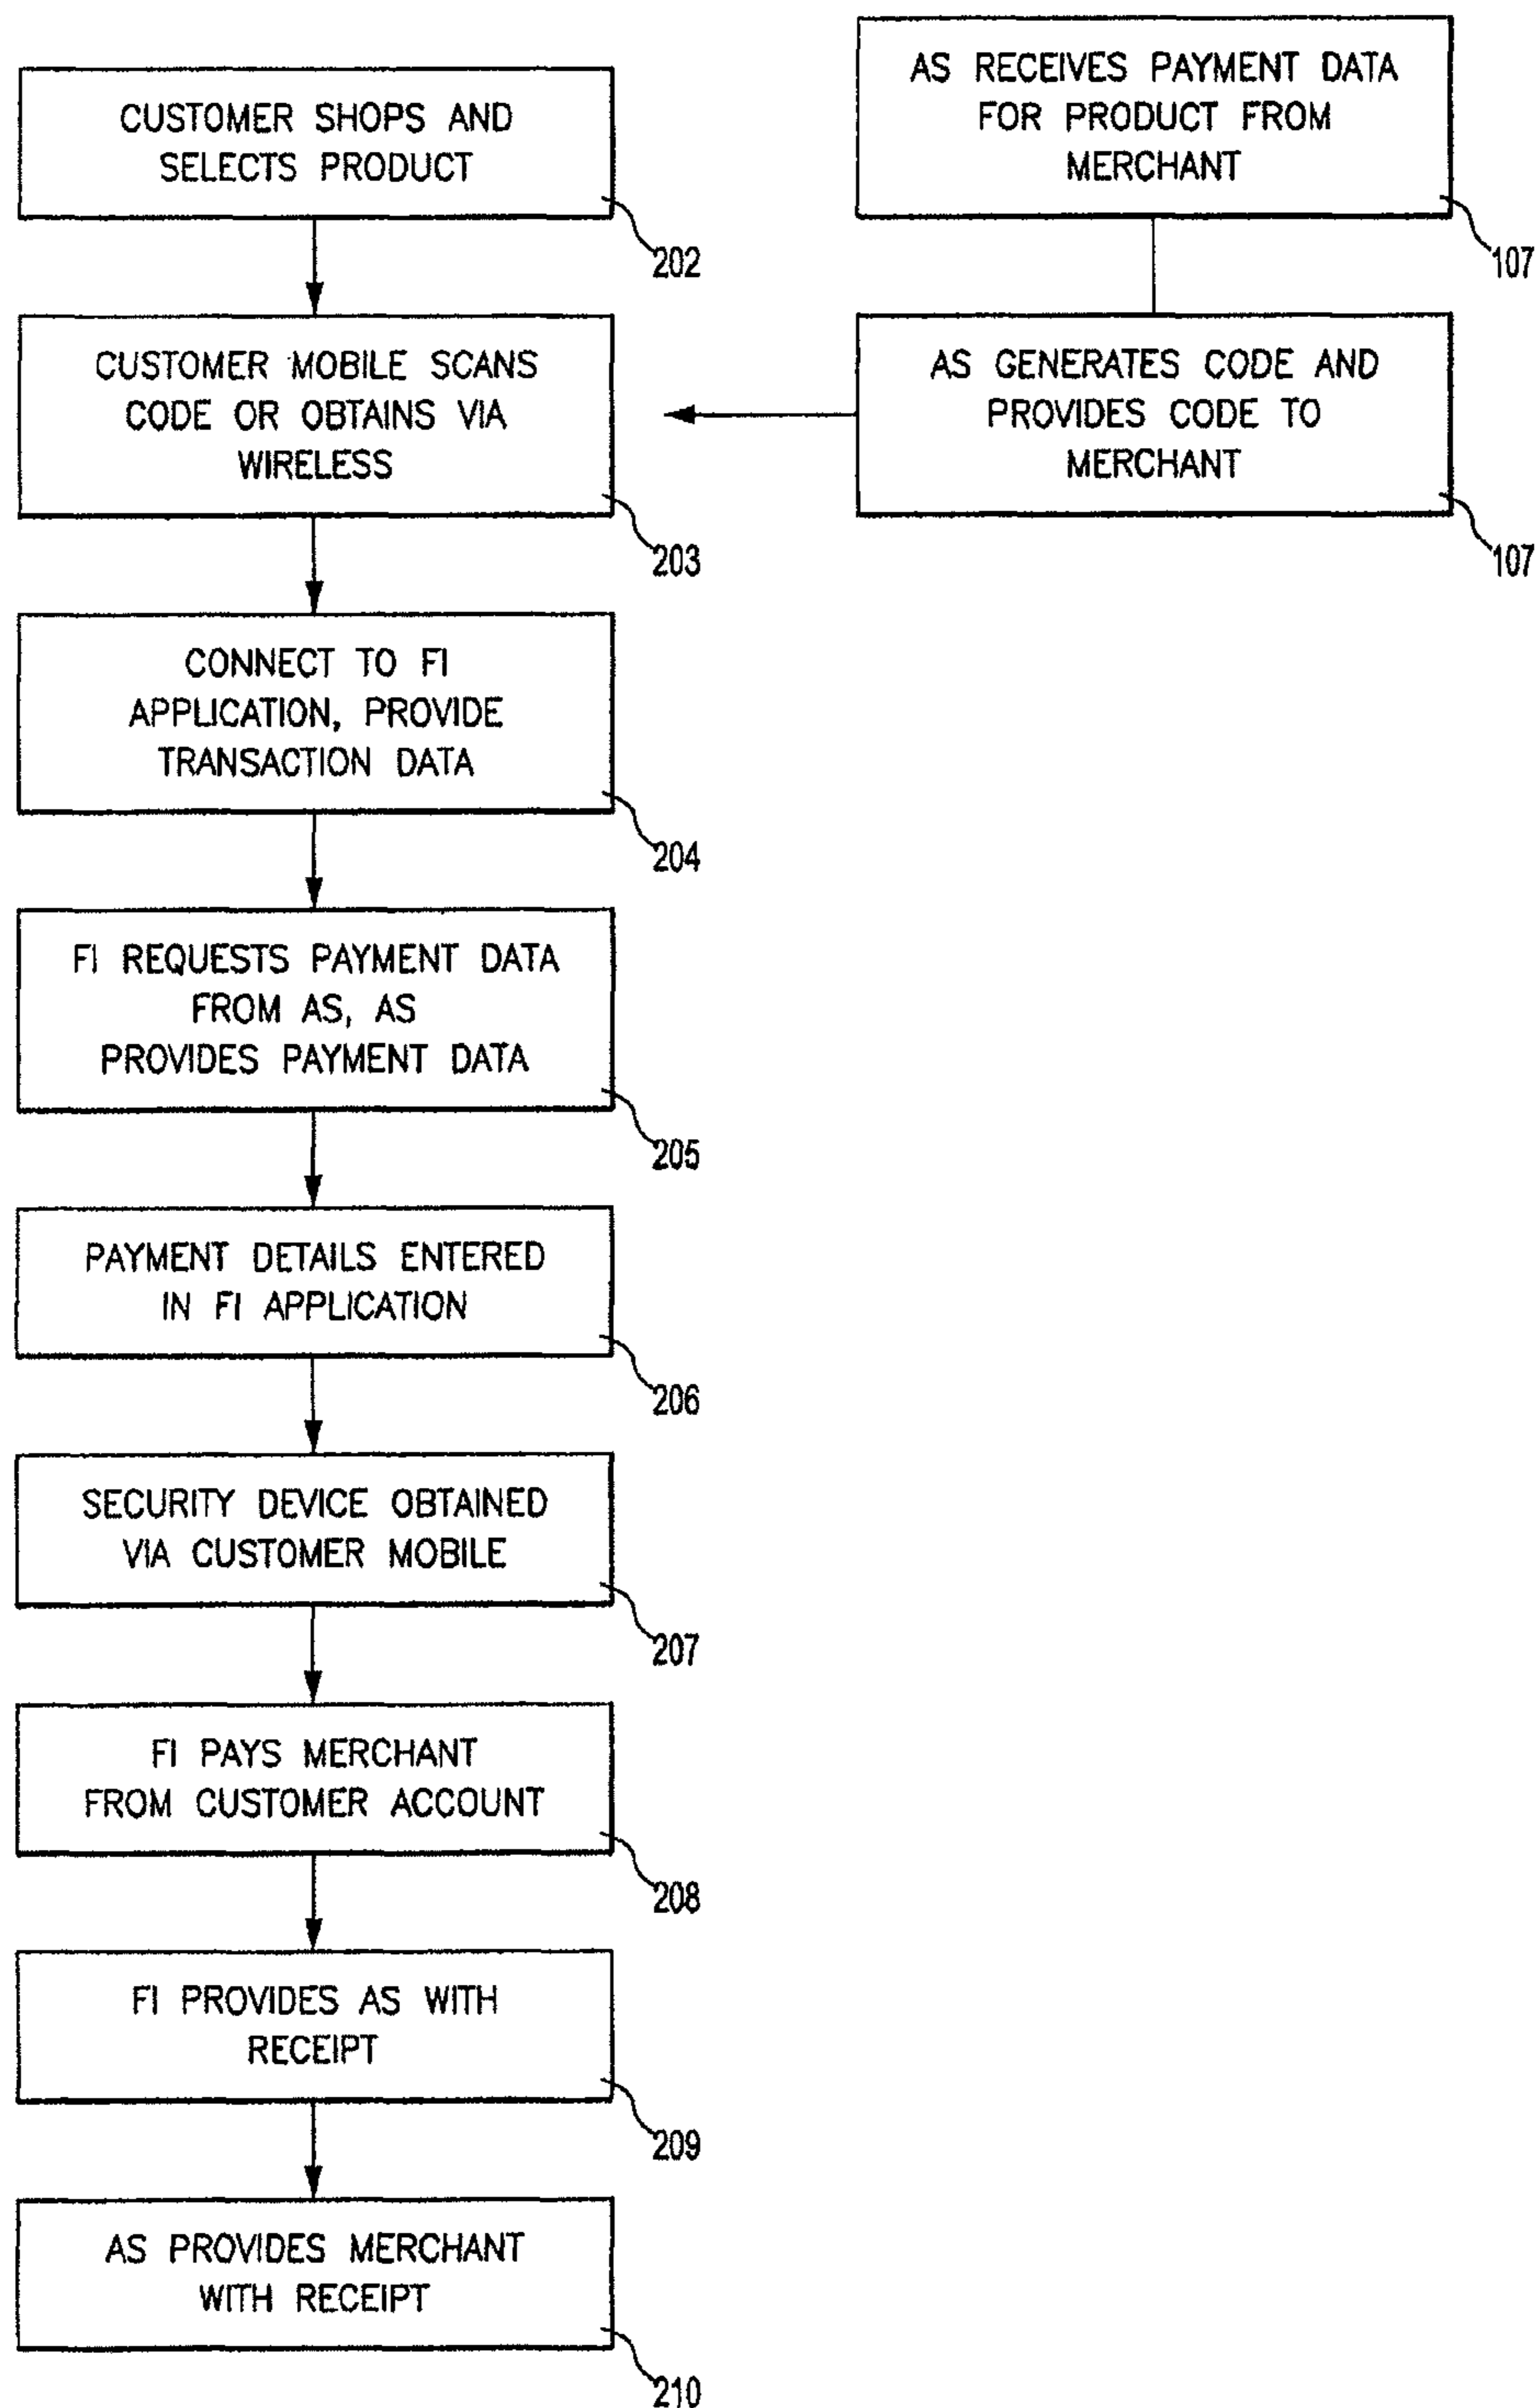 CUSTOMER SHOPS AND
SELECTS PRODUCT
202
AS RECEIVES PAYMENT DATA
FOR PRODUCT FROM
MERCHANT
107
CUSTOMER MOBILE SCANS
CODE OR OBTAINS VIA
WIRELESS
203
AS GENERATES CODE AND
PROVIDES CODE TO
MERCHANT
107
CONNECT TO FI
APPLICATION, PROVIDE
TRANSACTION DATA
204
FI REQUESTS PAYMENT DATA
FROM AS, AS
PROVIDES PAYMENT DATA
205
PAYMENT DETAILS ENTERED
IN FI APPLICATION
206
SECURITY DEVICE OBTAINED
VIA CUSTOMER MOBILE
207
FI PAYS MERCHANT
FROM CUSTOMER ACCOUNT
208
FI PROVIDES AS WITH
RECEIPT
209
AS PROVIDES MERCHANT
WITH RECEIPT
210